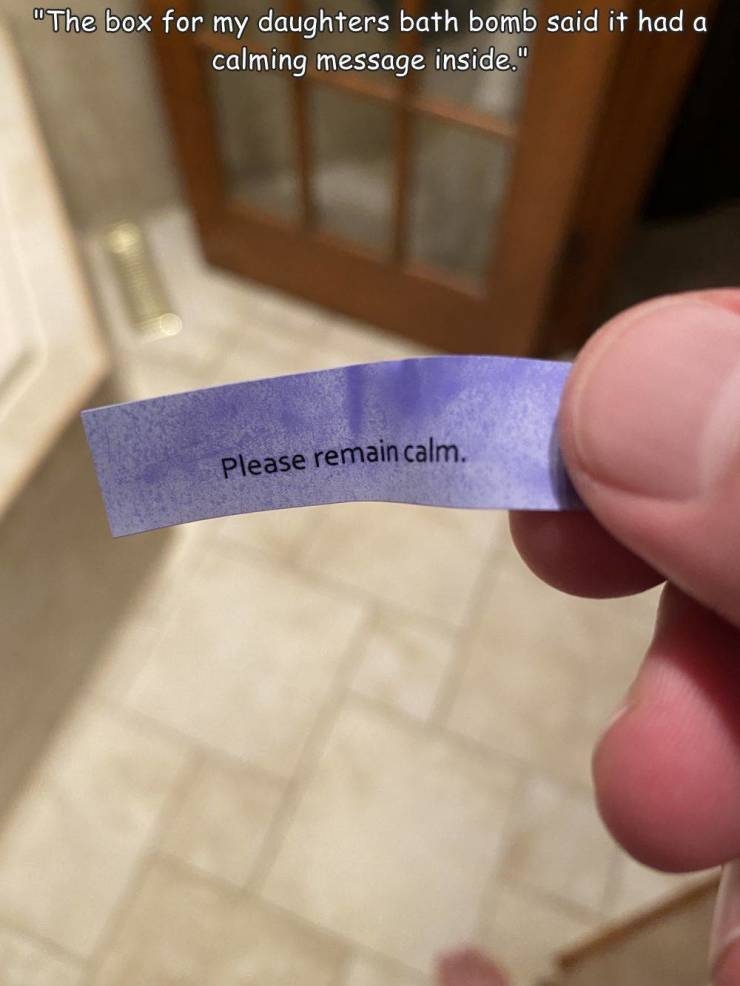 "The box for my daughters bath bomb said it had a
calming message inside."
Please remain calm.